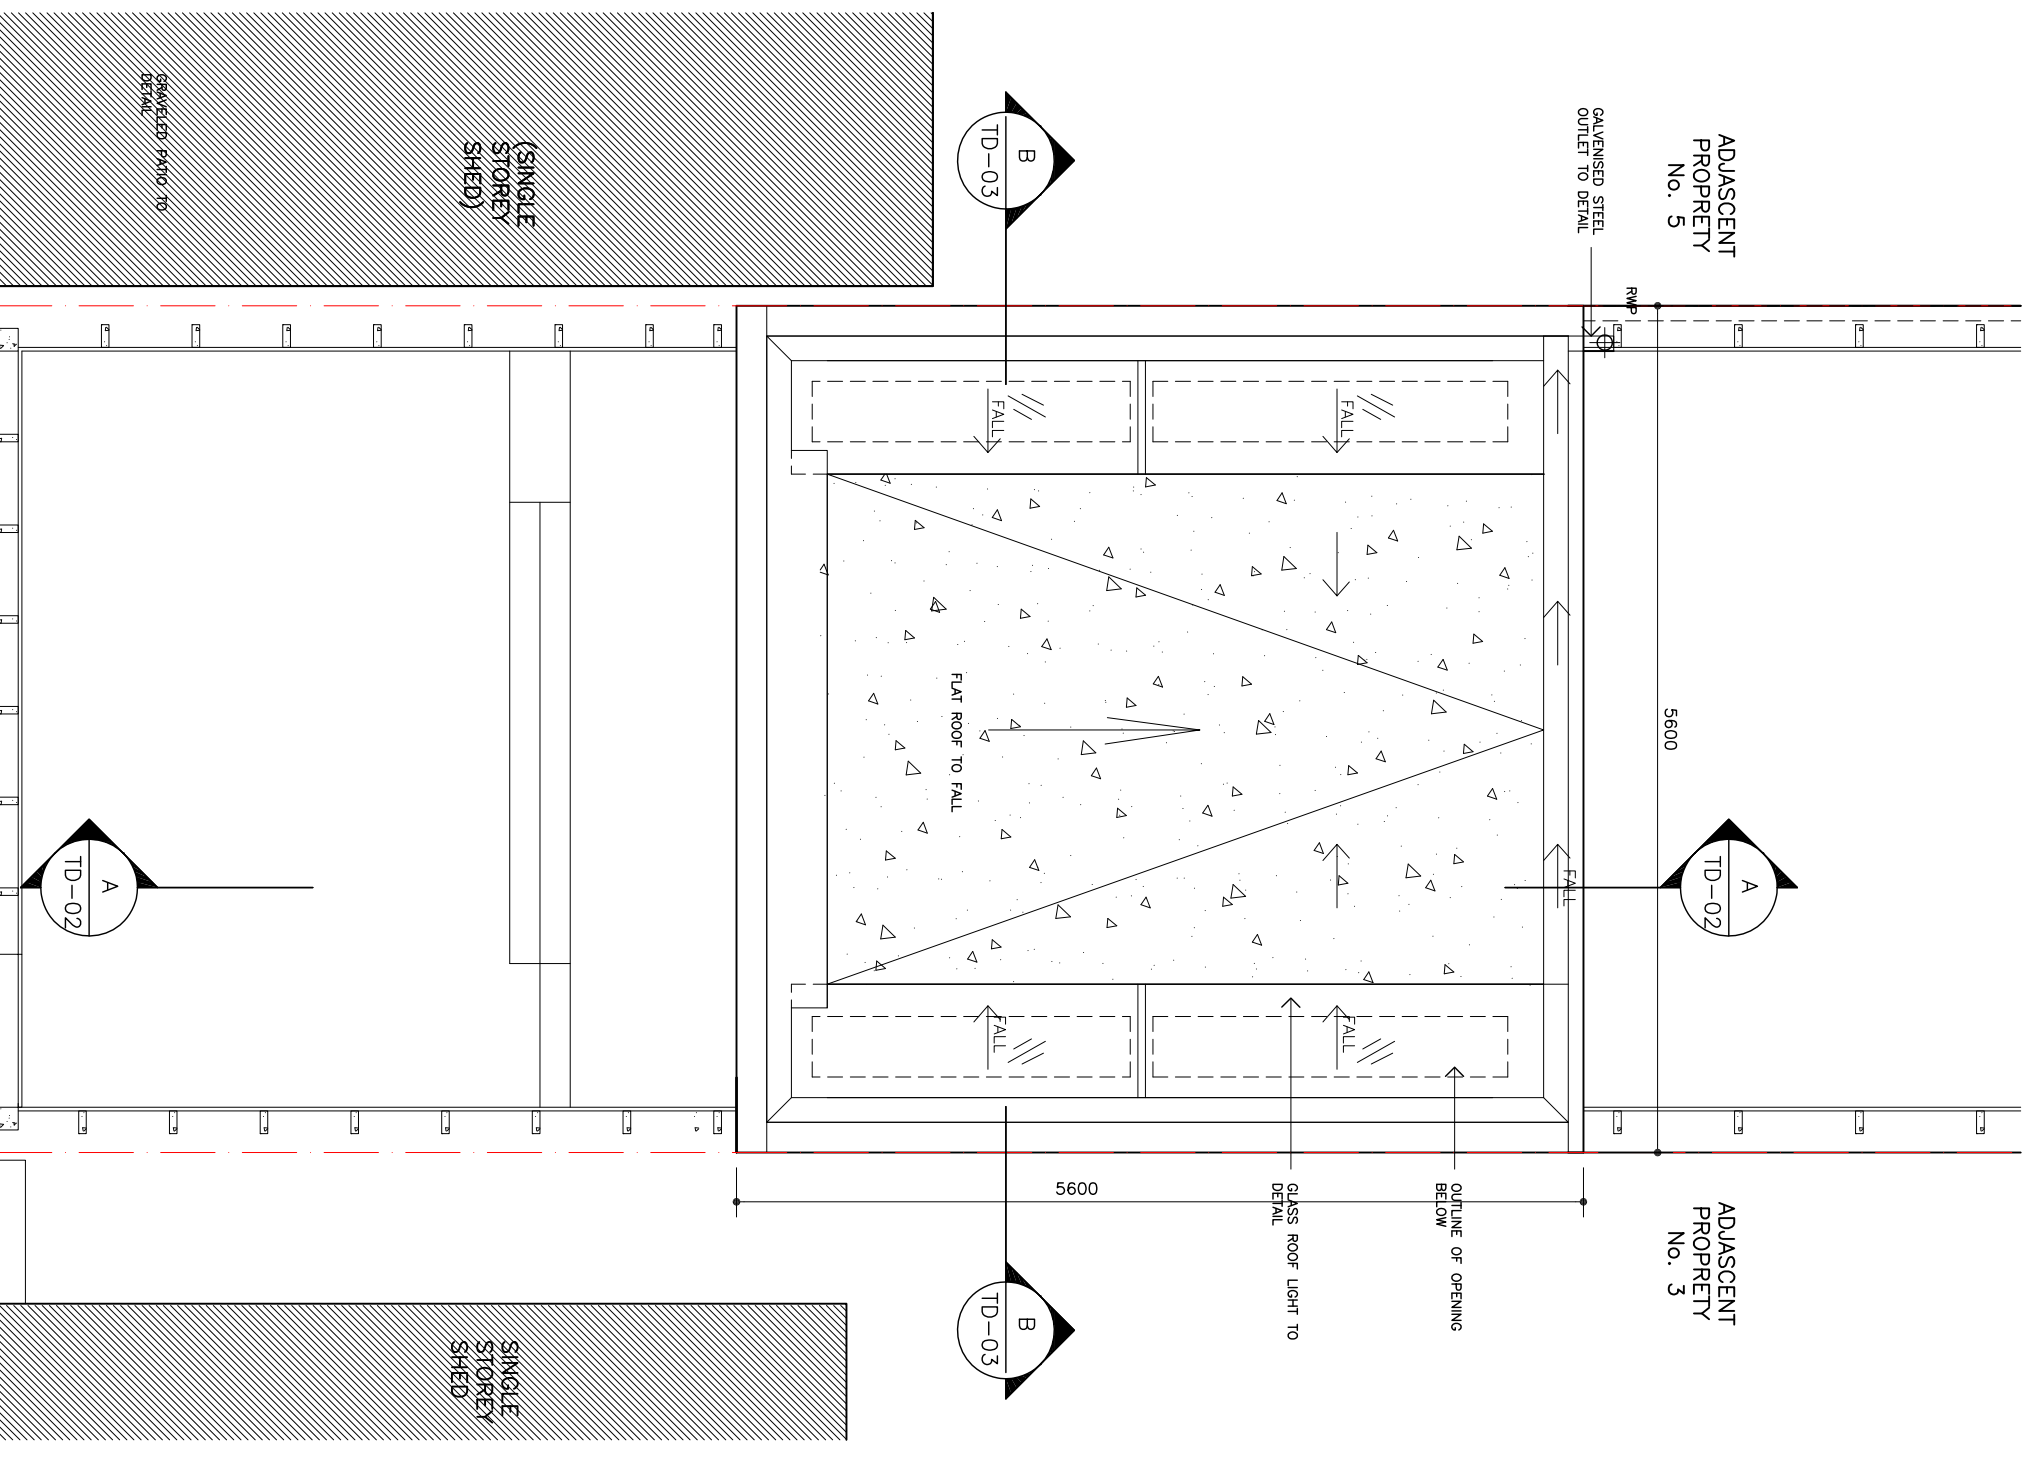 GRAVELED PATIO TO
DETAIL
(SINGLE
STOREY
SHED)
B
TD-03
GALVENISED STEEL
OUTLET TO DETAIL
ADJASCENT
PROPRETY
No. 5
RWP
FALL
FALL
5600
FLAT ROOF TO FALL
A
TD-02
A
TD-02
FALL
FALL
FALL
5600
GLASS ROOF LIGHT TO
DETAIL
OUTLINE OF OPENING
BELOW
ADJASCENT
PROPRETY
No. 3
B
TD-03
SINGLE
STOREY
SHED